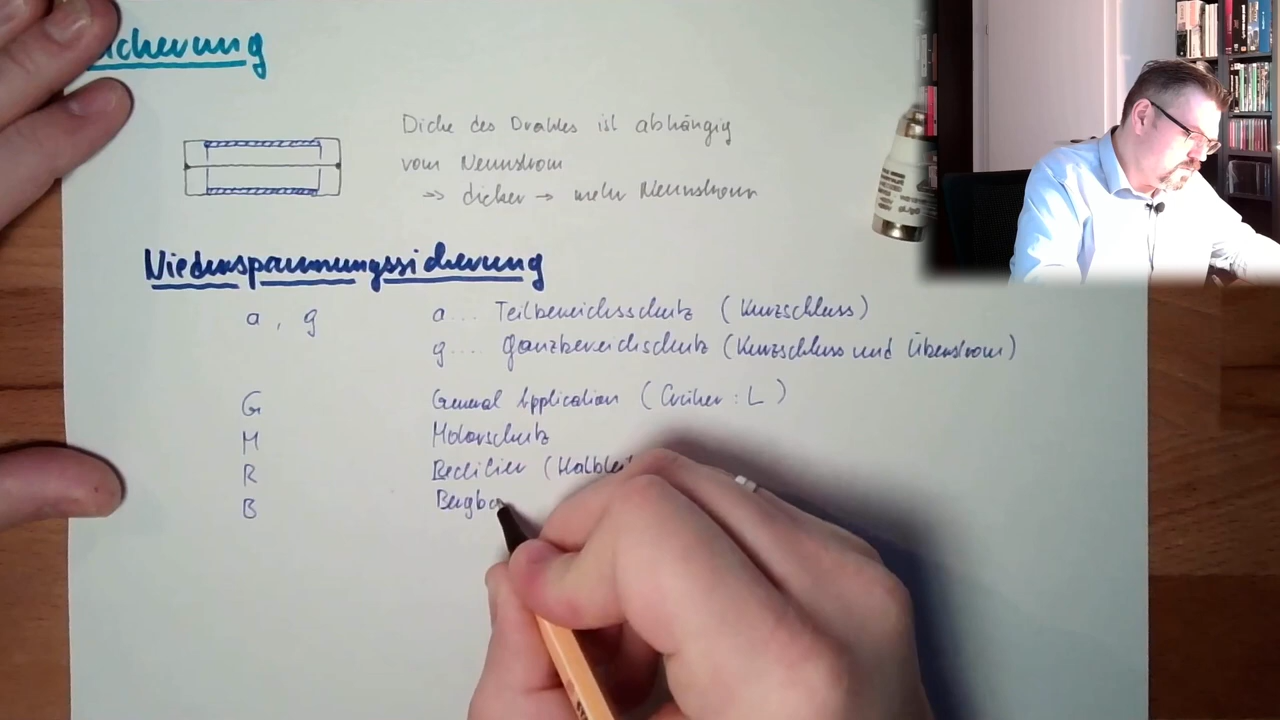 icherung
Dicke des Drahtes ist abhängig
vom Nennstrom
=> dicker → mehr Nennstrom
Niederspannungssicherung
a , g a ... Teilbereichsschutz (Kurzschluss)
g .... Ganzbereichschutz (Kurzschluss und Überstrom)
G General Application (früher : L)
M Motorschutz
R Rectifier (Halblei
B Bergba